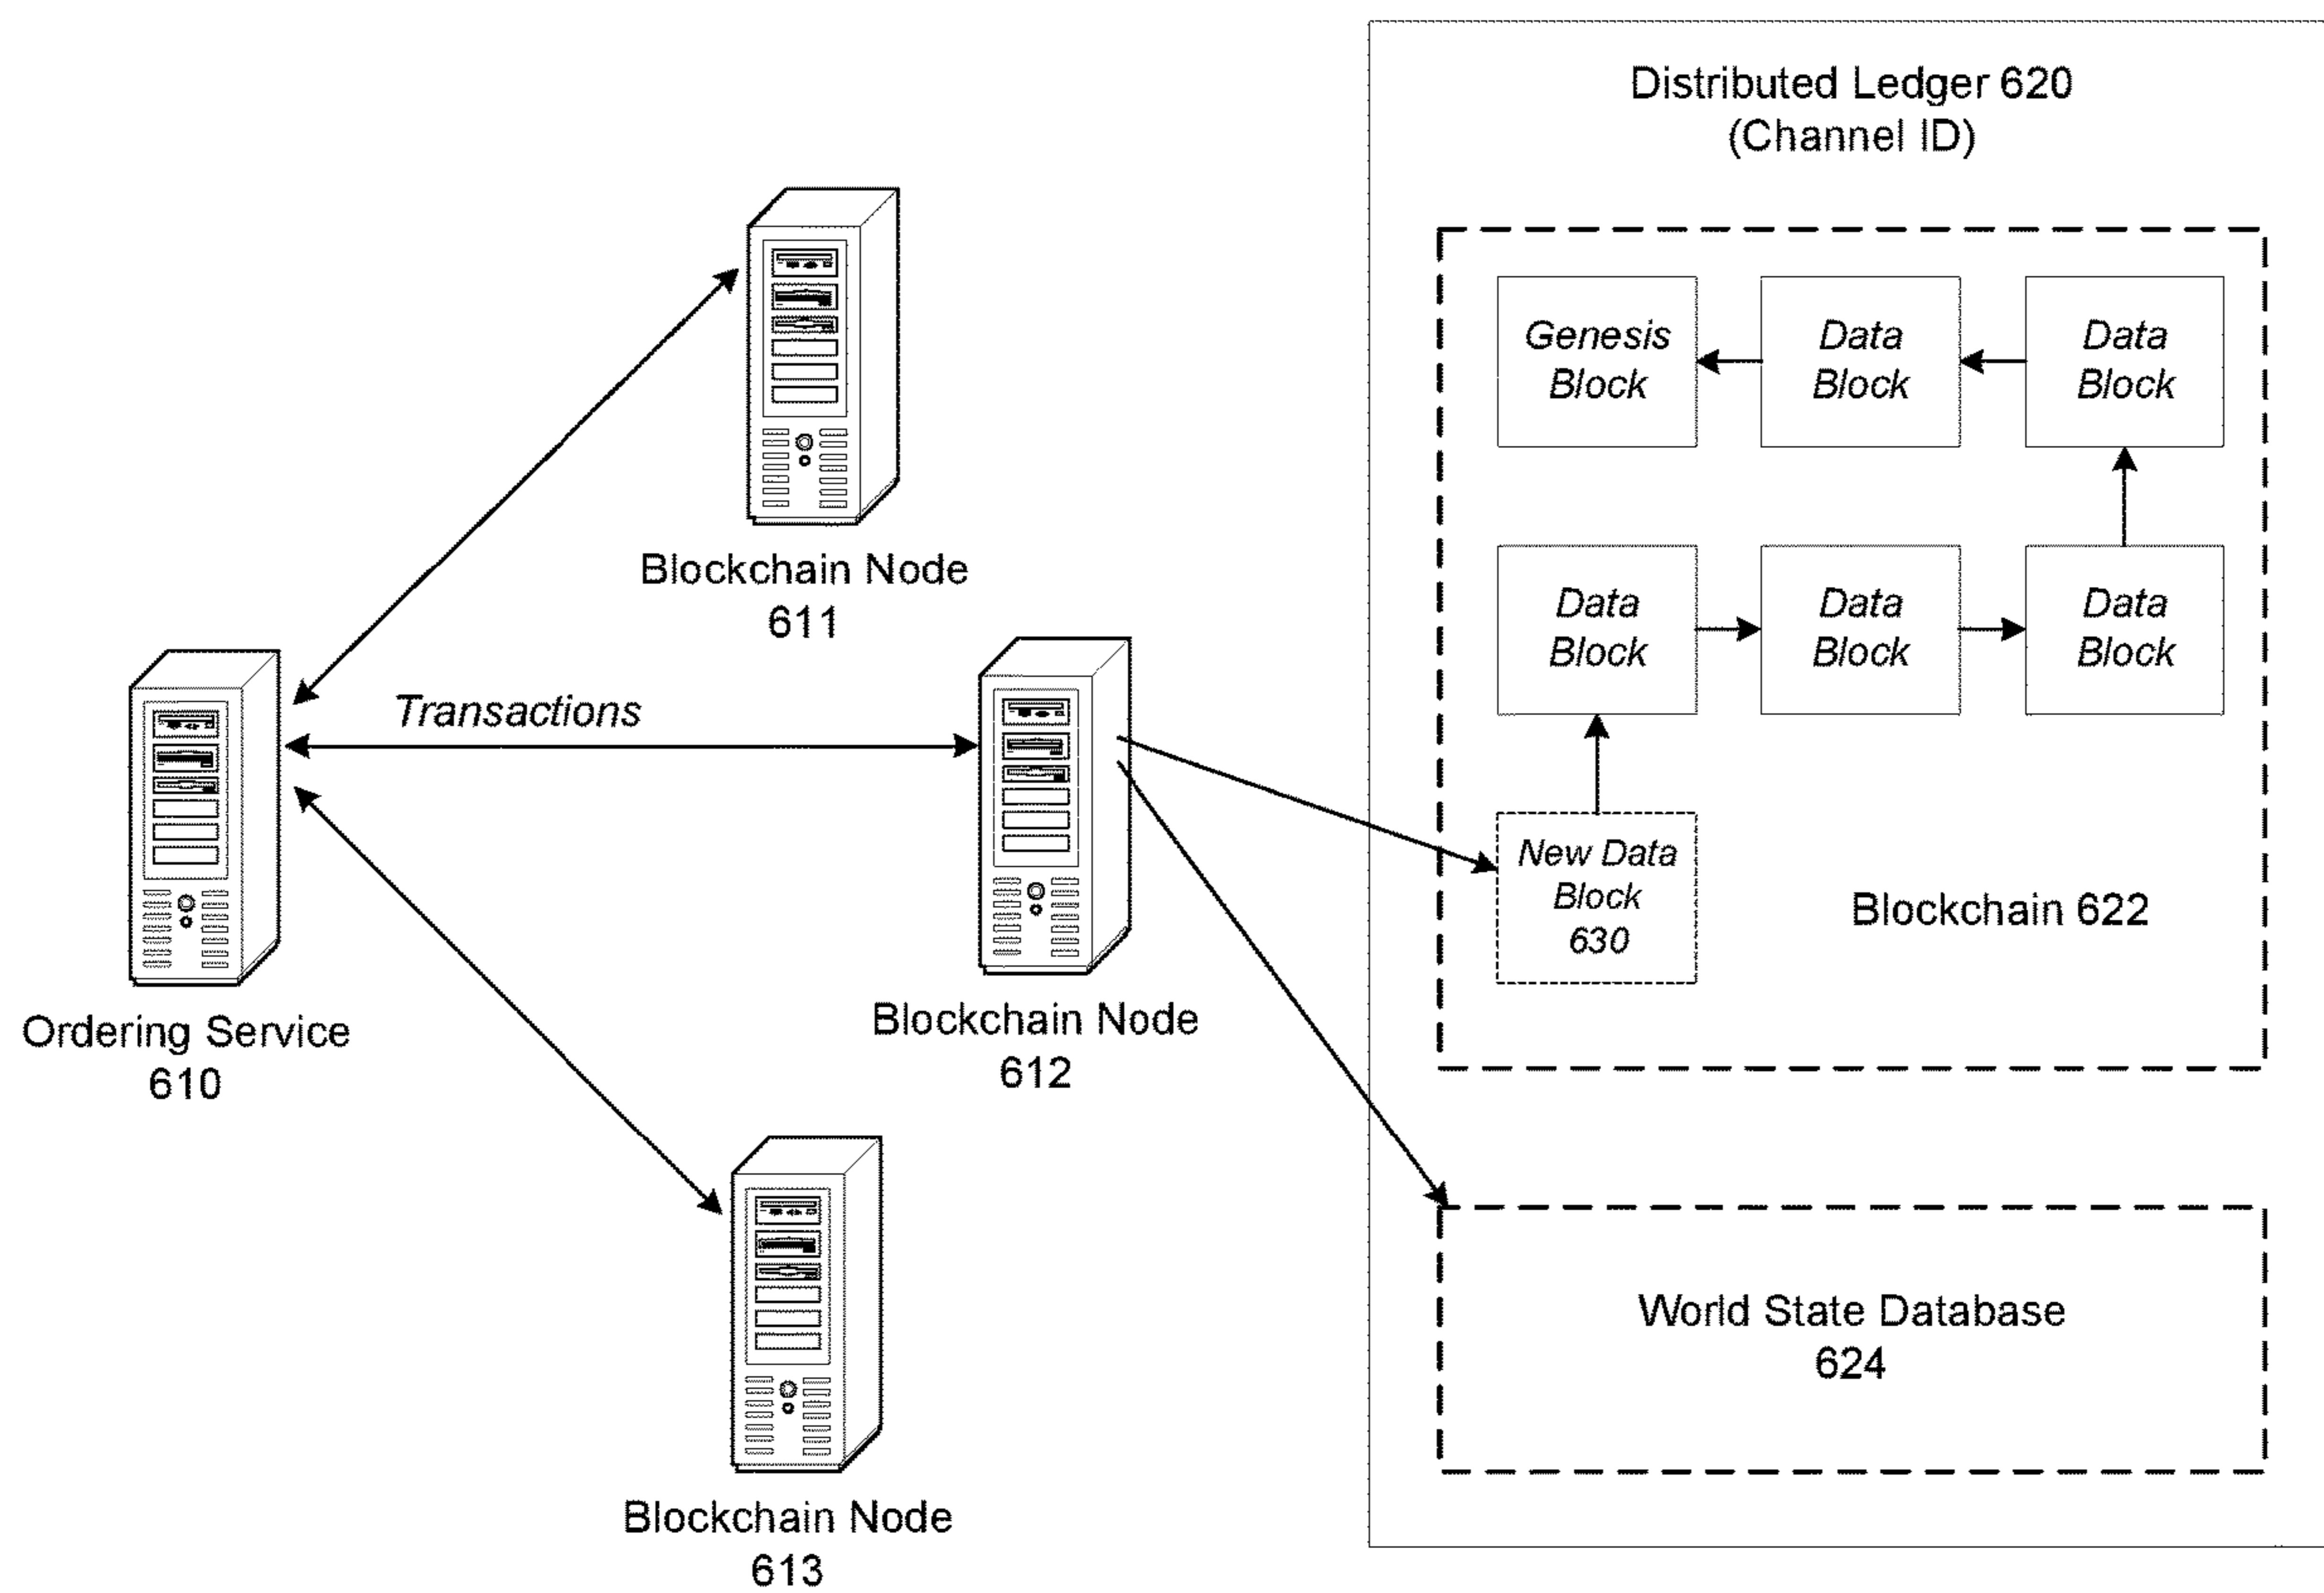 Distributed Ledger 620
(Channel ID)
Genesis
Block
Data
Block
Data
Block
Blockchain Node
611
Data
Block
Data
Block
Data
Block
Transactions
New Data
Block
630
Blockchain 622
Ordering Service
610
Blockchain Node
612
World State Database
624
Blockchain Node
613